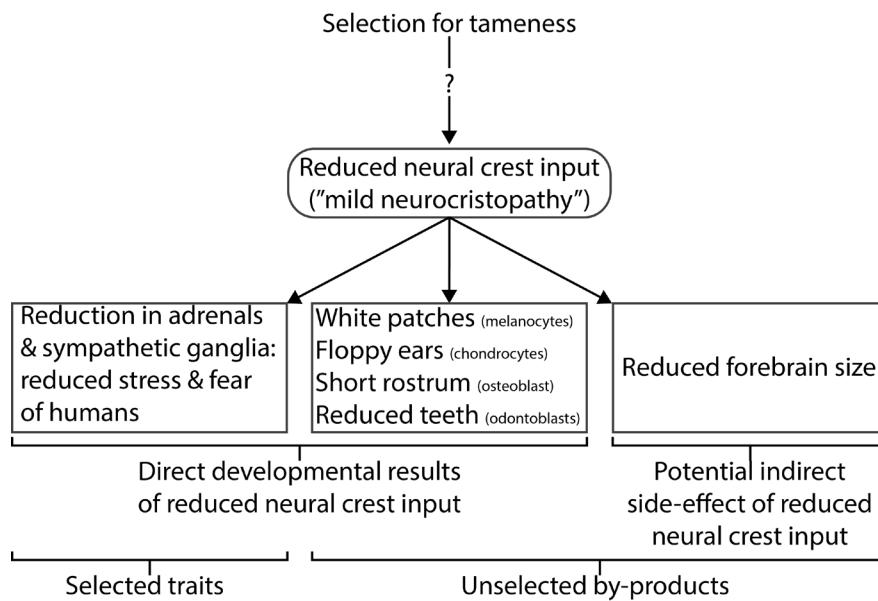 Selection for tameness
?
Reduced neural crest input
("mild neurocristopathy")
Reduction in adrenals
& sympathetic ganglia:
reduced stress & fear
of humans
White patches (melanocytes)
Floppy ears (chondrocytes)
Short rostrum (osteoblast)
Reduced teeth (odontoblasts)
Reduced forebrain size
Direct developmental results
of reduced neural crest input
Potential indirect
side-effect of reduced
neural crest input
Selected traits
Unselected by-products